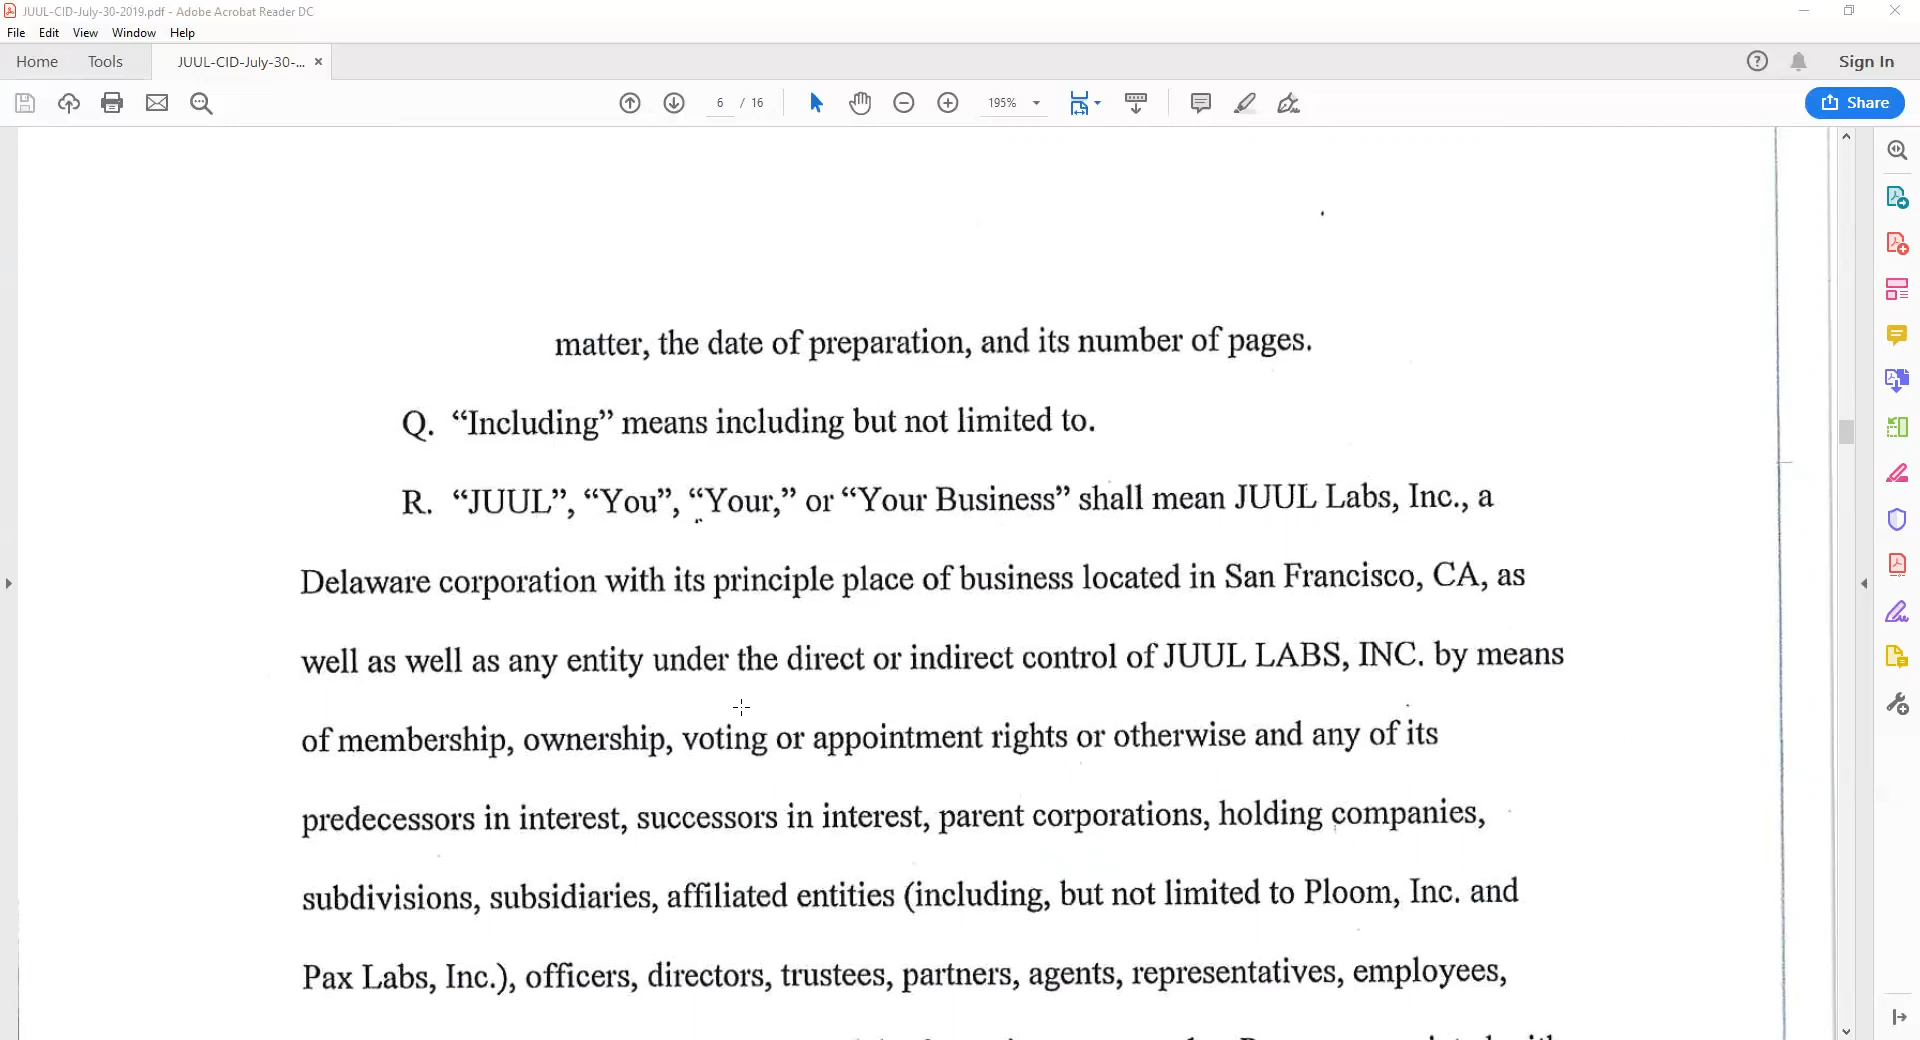 JUUL-CID-July-30-2019.pdf - Adobe Acrobat Reader DC
File Edit View Window Help
Home Tools JUUL-CID-July-30-... × Sign In
6 / 16 195% Share
matter, the date of preparation, and its number of pages.
Q. “Including” means including but not limited to.
R. “JUUL”, “You”, “Your,” or “Your Business” shall mean JUUL Labs, Inc., a
Delaware corporation with its principle place of business located in San Francisco, CA, as
well as well as any entity under the direct or indirect control of JUUL LABS, INC. by means
of membership, ownership, voting or appointment rights or otherwise and any of its
predecessors in interest, successors in interest, parent corporations, holding companies,
subdivisions, subsidiaries, affiliated entities (including, but not limited to Ploom, Inc. and
Pax Labs, Inc.), officers, directors, trustees, partners, agents, representatives, employees,